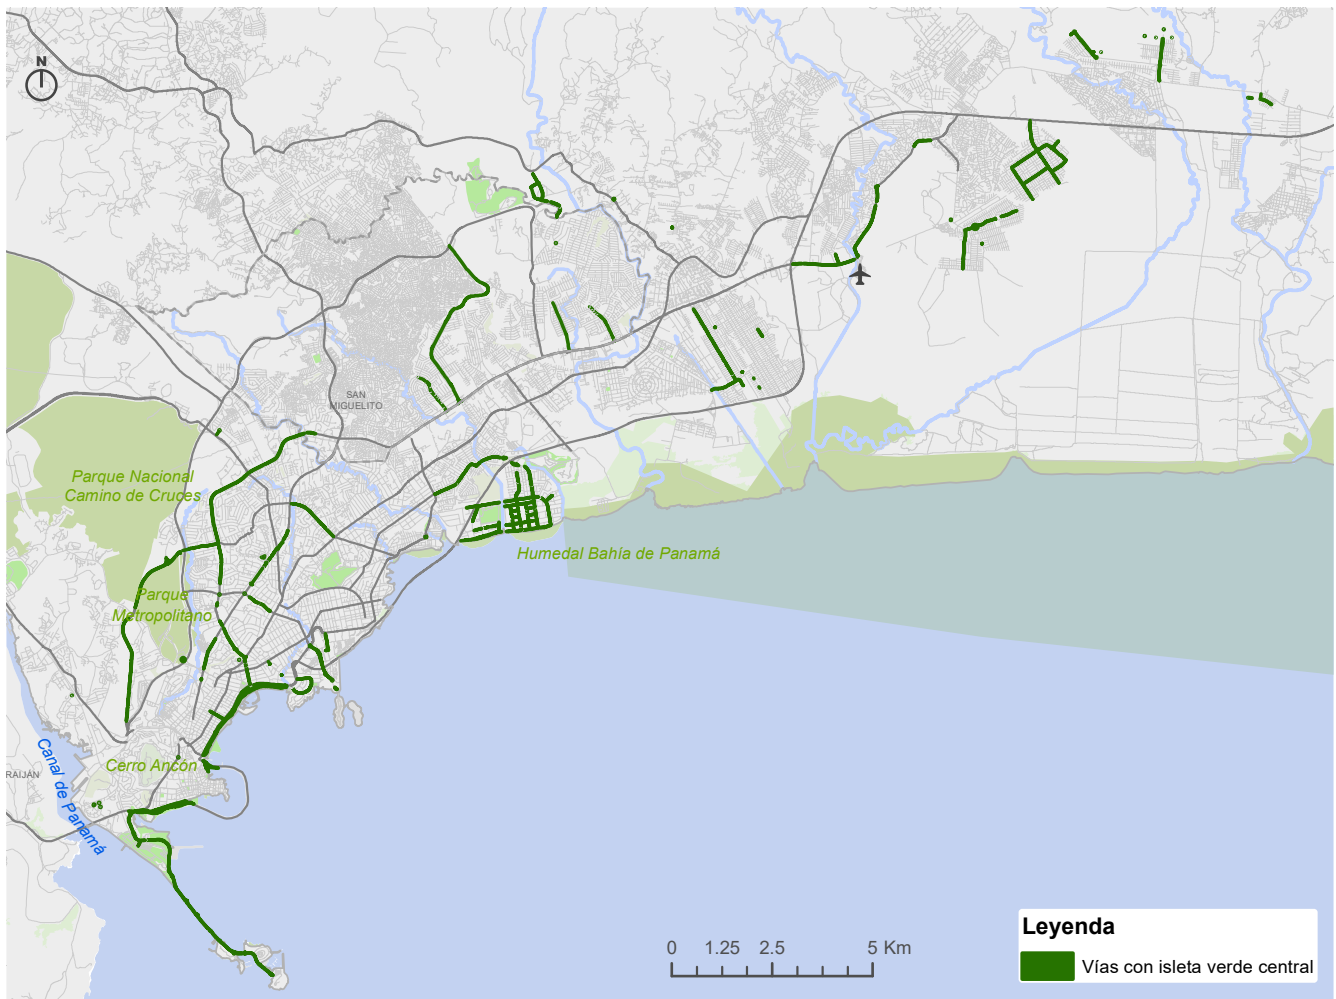 N
SAN
MIGUELITO
Parque Nacional
Camino de Cruces
Humedal Bahía de Panamá
Parque
Metropolitano
Canal de Panamá
Cerro Ancón
RAIJÁN
Leyenda
0 1.25 2.5 5 Km
Vías con isleta verde central